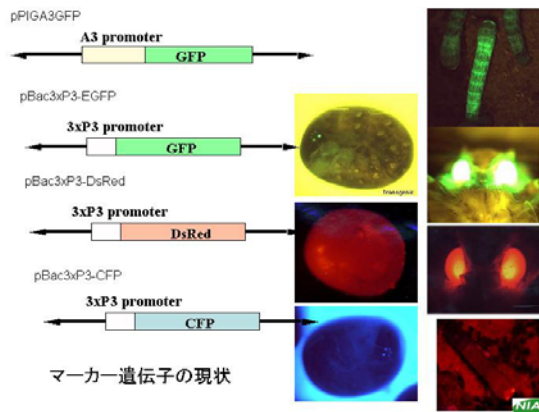 pPIGA3GFP
A3 promoter
GFP
pBac3xP3-EGFP
3xP3 promoter
GFP
Transgenic
pBac3xP3-DsRed
3xP3 promoter
DsRed
pBac3xP3-CFP
3xP3 promoter
CFP
マーカー遺伝子の現状
NIA